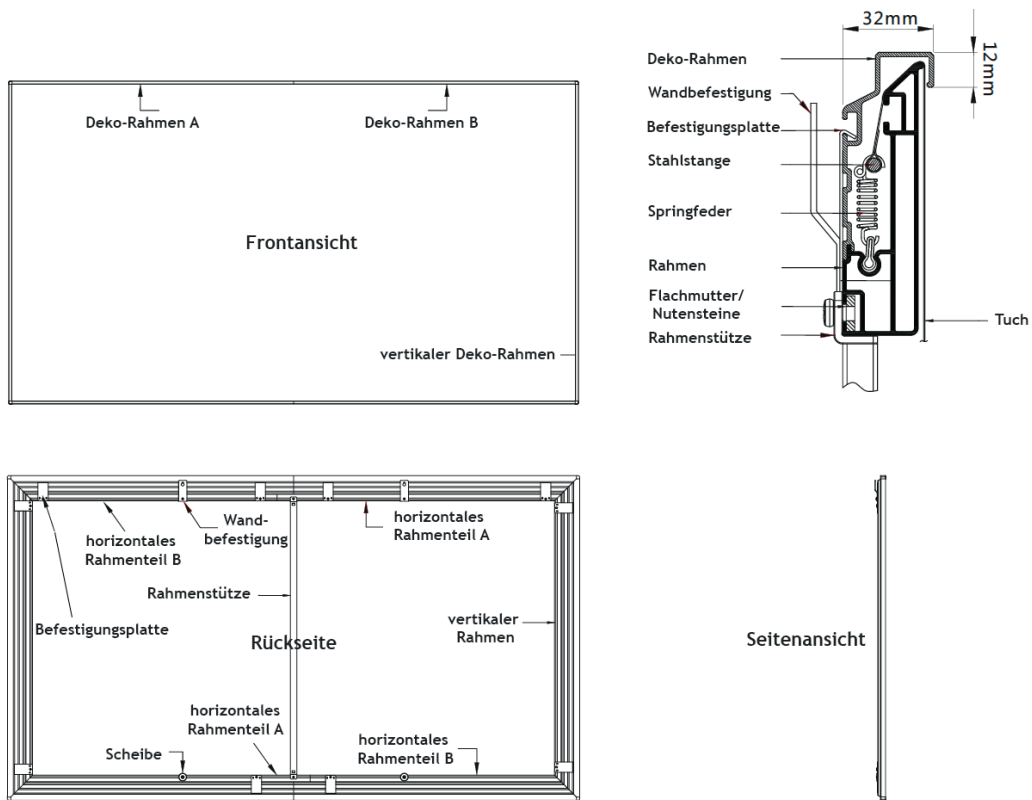 Deko-Rahmen A
Deko-Rahmen B
Frontansicht
vertikaler Deko-Rahmen
32mm
12mm
Deko-Rahmen
Wandbefestigung
Befestigungsplatte
Stahlstange
Springfeder
Rahmen
Flachmutter/
Nutensteine
Rahmenstütze
Tuch
horizontales
Rahmenteil B
Wand-
befestigung
horizontales
Rahmenteil A
Rahmenstütze
Befestigungsplatte
vertikaler
Rahmen
Rückseite
horizontales
Rahmenteil A
Scheibe
horizontales
Rahmenteil B
Seitenansicht